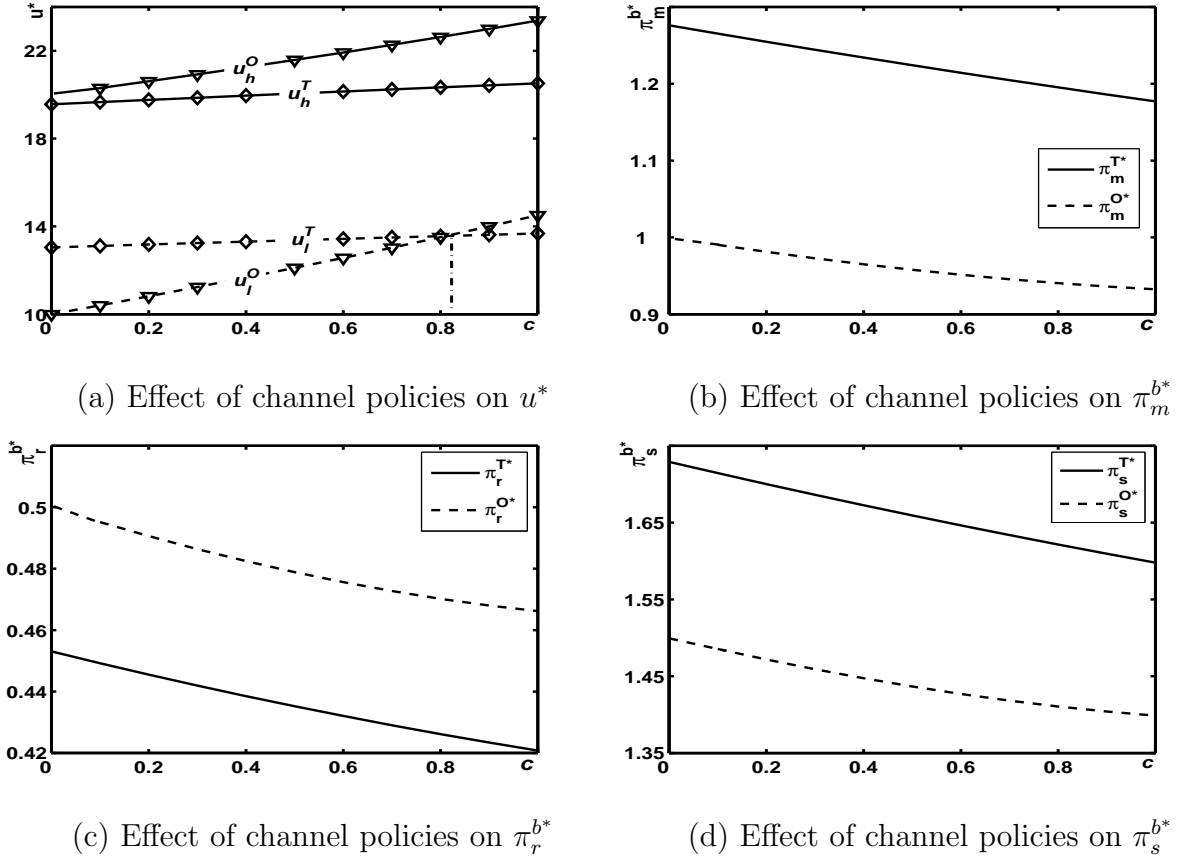 u*
22
18
14
10
u_h^O
u_h^T
u_l^T
u_l^O
0 0.2 0.4 0.6 0.8 c
(a) Effect of channel policies on u*
π_m^{b*}
1.2
1.1
1
0.9
π_m^{T*}
π_m^{O*}
0 0.2 0.4 0.6 0.8 c
(b) Effect of channel policies on π_m^{b*}
π_r^{b*}
0.5
0.48
0.46
0.44
0.42
π_r^{T*}
π_r^{O*}
0 0.2 0.4 0.6 0.8 c
(c) Effect of channel policies on π_r^{b*}
π_s^{b*}
1.65
1.55
1.45
1.35
π_s^{T*}
π_s^{O*}
0 0.2 0.4 0.6 0.8 c
(d) Effect of channel policies on π_s^{b*}